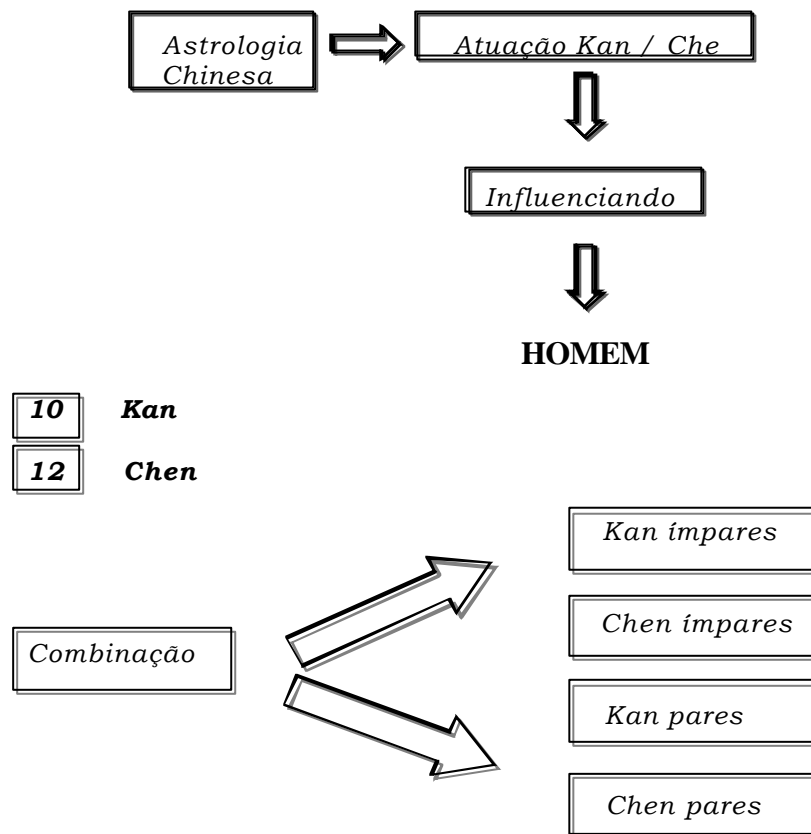 Astrologia
Chinesa
Atuação Kan / Che
Influenciando
HOMEM
10 Kan
12 Chen
Combinação
Kan ímpares
Chen ímpares
Kan pares
Chen pares